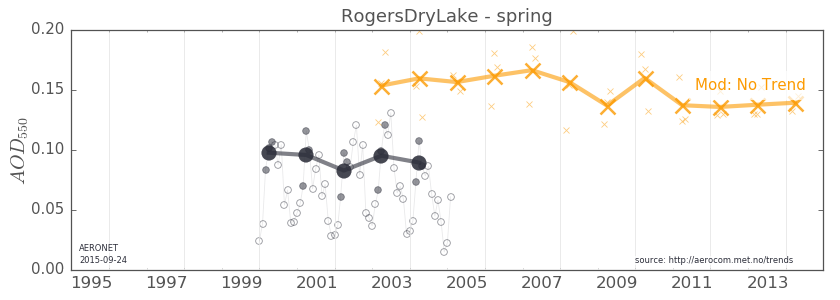 RogersDryLake - spring
0.20
0.15
0.10
0.05
0.00
AOD550
Mod: No Trend
AERONET
2015-09-24
source: http://aerocom.met.no/trends
1995 1997 1999 2001 2003 2005 2007 2009 2011 2013